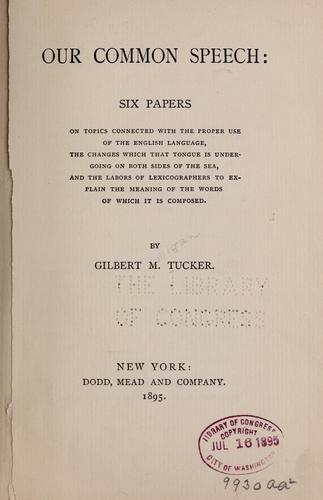 OUR COMMON SPEECH:
SIX PAPERS
ON TOPICS CONNECTED WITH THE PROPER USE
OF THE ENGLISH LANGUAGE,
THE CHANGES WHICH THAT TONGUE IS UNDER-
GOING ON BOTH SIDES OF THE SEA,
AND THE LABORS OF LEXICOGRAPHERS TO EX-
PLAIN THE MEANING OF THE WORDS
OF WHICH IT IS COMPOSED.
BY
GILBERT M. TUCKER.
THE LIBRARY
OF CONGRESS
NEW YORK:
DODD, MEAD AND COMPANY.
1895.
LIBRARY OF CONGRESS
COPYRIGHT
JUL 16 1895
CITY OF WASHINGTON